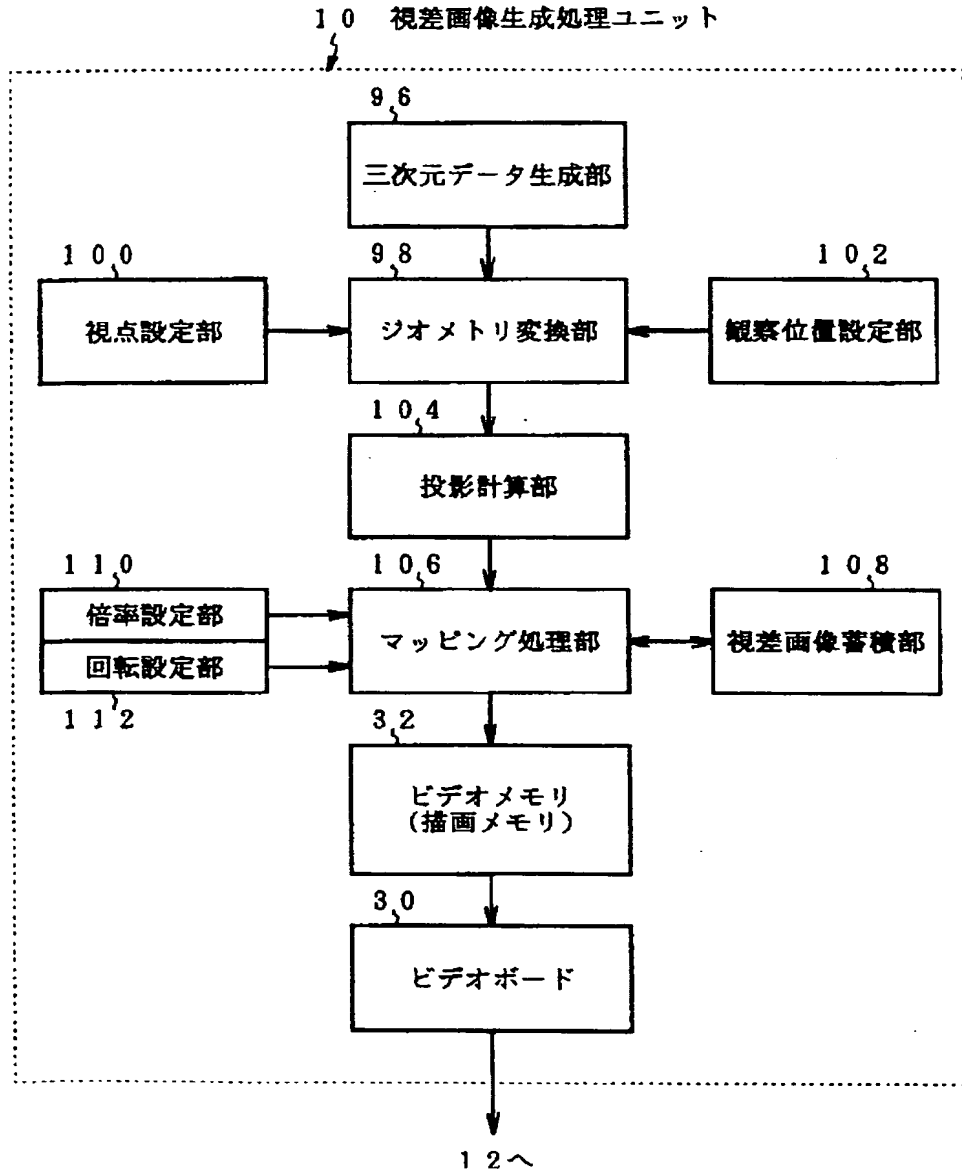 10 視差画像生成処理ユニット
96
三次元データ生成部
100
98
102
視点設定部
ジオメトリ変換部
観察位置設定部
104
投影計算部
110
106
108
倍率設定部
回転設定部
マッピング処理部
視差画像蓄積部
112
32
ビデオメモリ
(描画メモリ)
30
ビデオボード
12へ